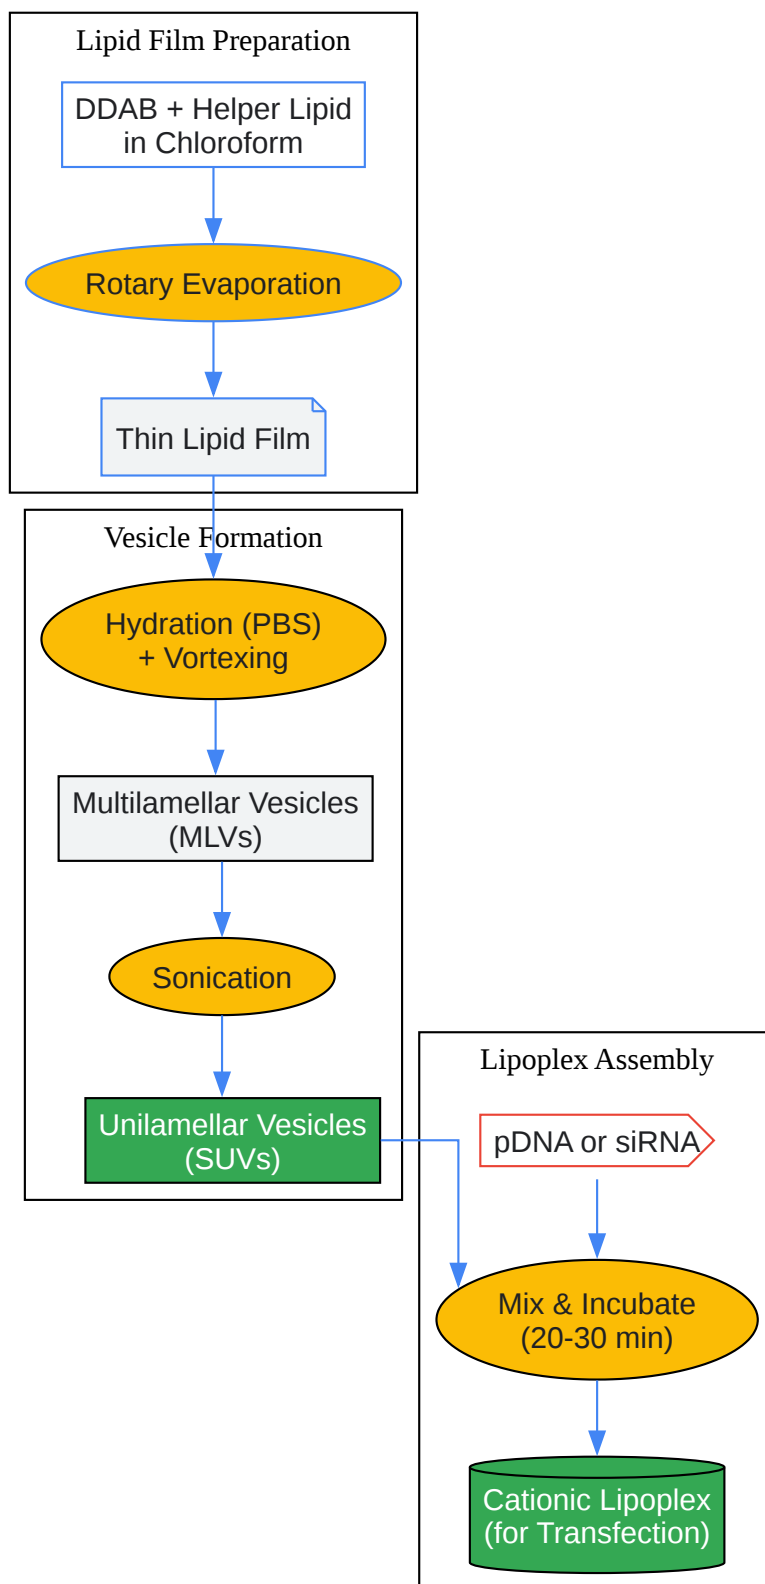 Lipid Film Preparation
DDAB + Helper Lipid
in Chloroform
Rotary Evaporation
Thin Lipid Film
Vesicle Formation
Hydration (PBS)
+ Vortexing
Multilamellar Vesicles
(MLVs)
Sonication
Unilamellar Vesicles
(SUVs)
Lipoplex Assembly
pDNA or siRNA
Mix & Incubate
(20-30 min)
Cationic Lipoplex
(for Transfection)